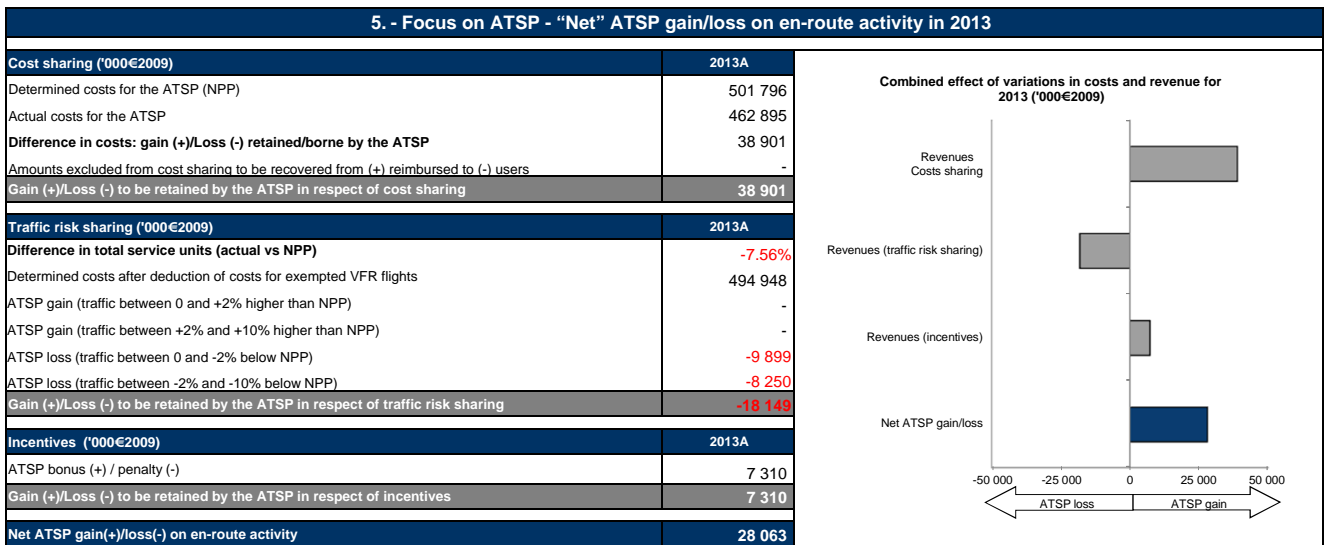 5. - Focus on ATSP - “Net” ATSP gain/loss on en-route activity in 2013
Cost sharing ('000€2009) 2013A
Determined costs for the ATSP (NPP) 501 796
Actual costs for the ATSP 462 895
Difference in costs: gain (+)/Loss (-) retained/borne by the ATSP 38 901
Amounts excluded from cost sharing to be recovered from (+) reimbursed to (-) users -
Gain (+)/Loss (-) to be retained by the ATSP in respect of cost sharing 38 901
Traffic risk sharing ('000€2009) 2013A
Difference in total service units (actual vs NPP) -7.56%
Determined costs after deduction of costs for exempted VFR flights 494 948
ATSP gain (traffic between 0 and +2% higher than NPP) -
ATSP gain (traffic between +2% and +10% higher than NPP) -
ATSP loss (traffic between 0 and -2% below NPP) -9 899
ATSP loss (traffic between -2% and -10% below NPP) -8 250
Gain (+)/Loss (-) to be retained by the ATSP in respect of traffic risk sharing -18 149
Incentives ('000€2009) 2013A
ATSP bonus (+) / penalty (-) 7 310
Gain (+)/Loss (-) to be retained by the ATSP in respect of incentives 7 310
Net ATSP gain(+)/loss(-) on en-route activity 28 063
Combined effect of variations in costs and revenue for
2013 ('000€2009)
Revenues
Costs sharing
Revenues (traffic risk sharing)
Revenues (incentives)
Net ATSP gain/loss
-50 000 -25 000 0 25 000 50 000
ATSP loss ATSP gain